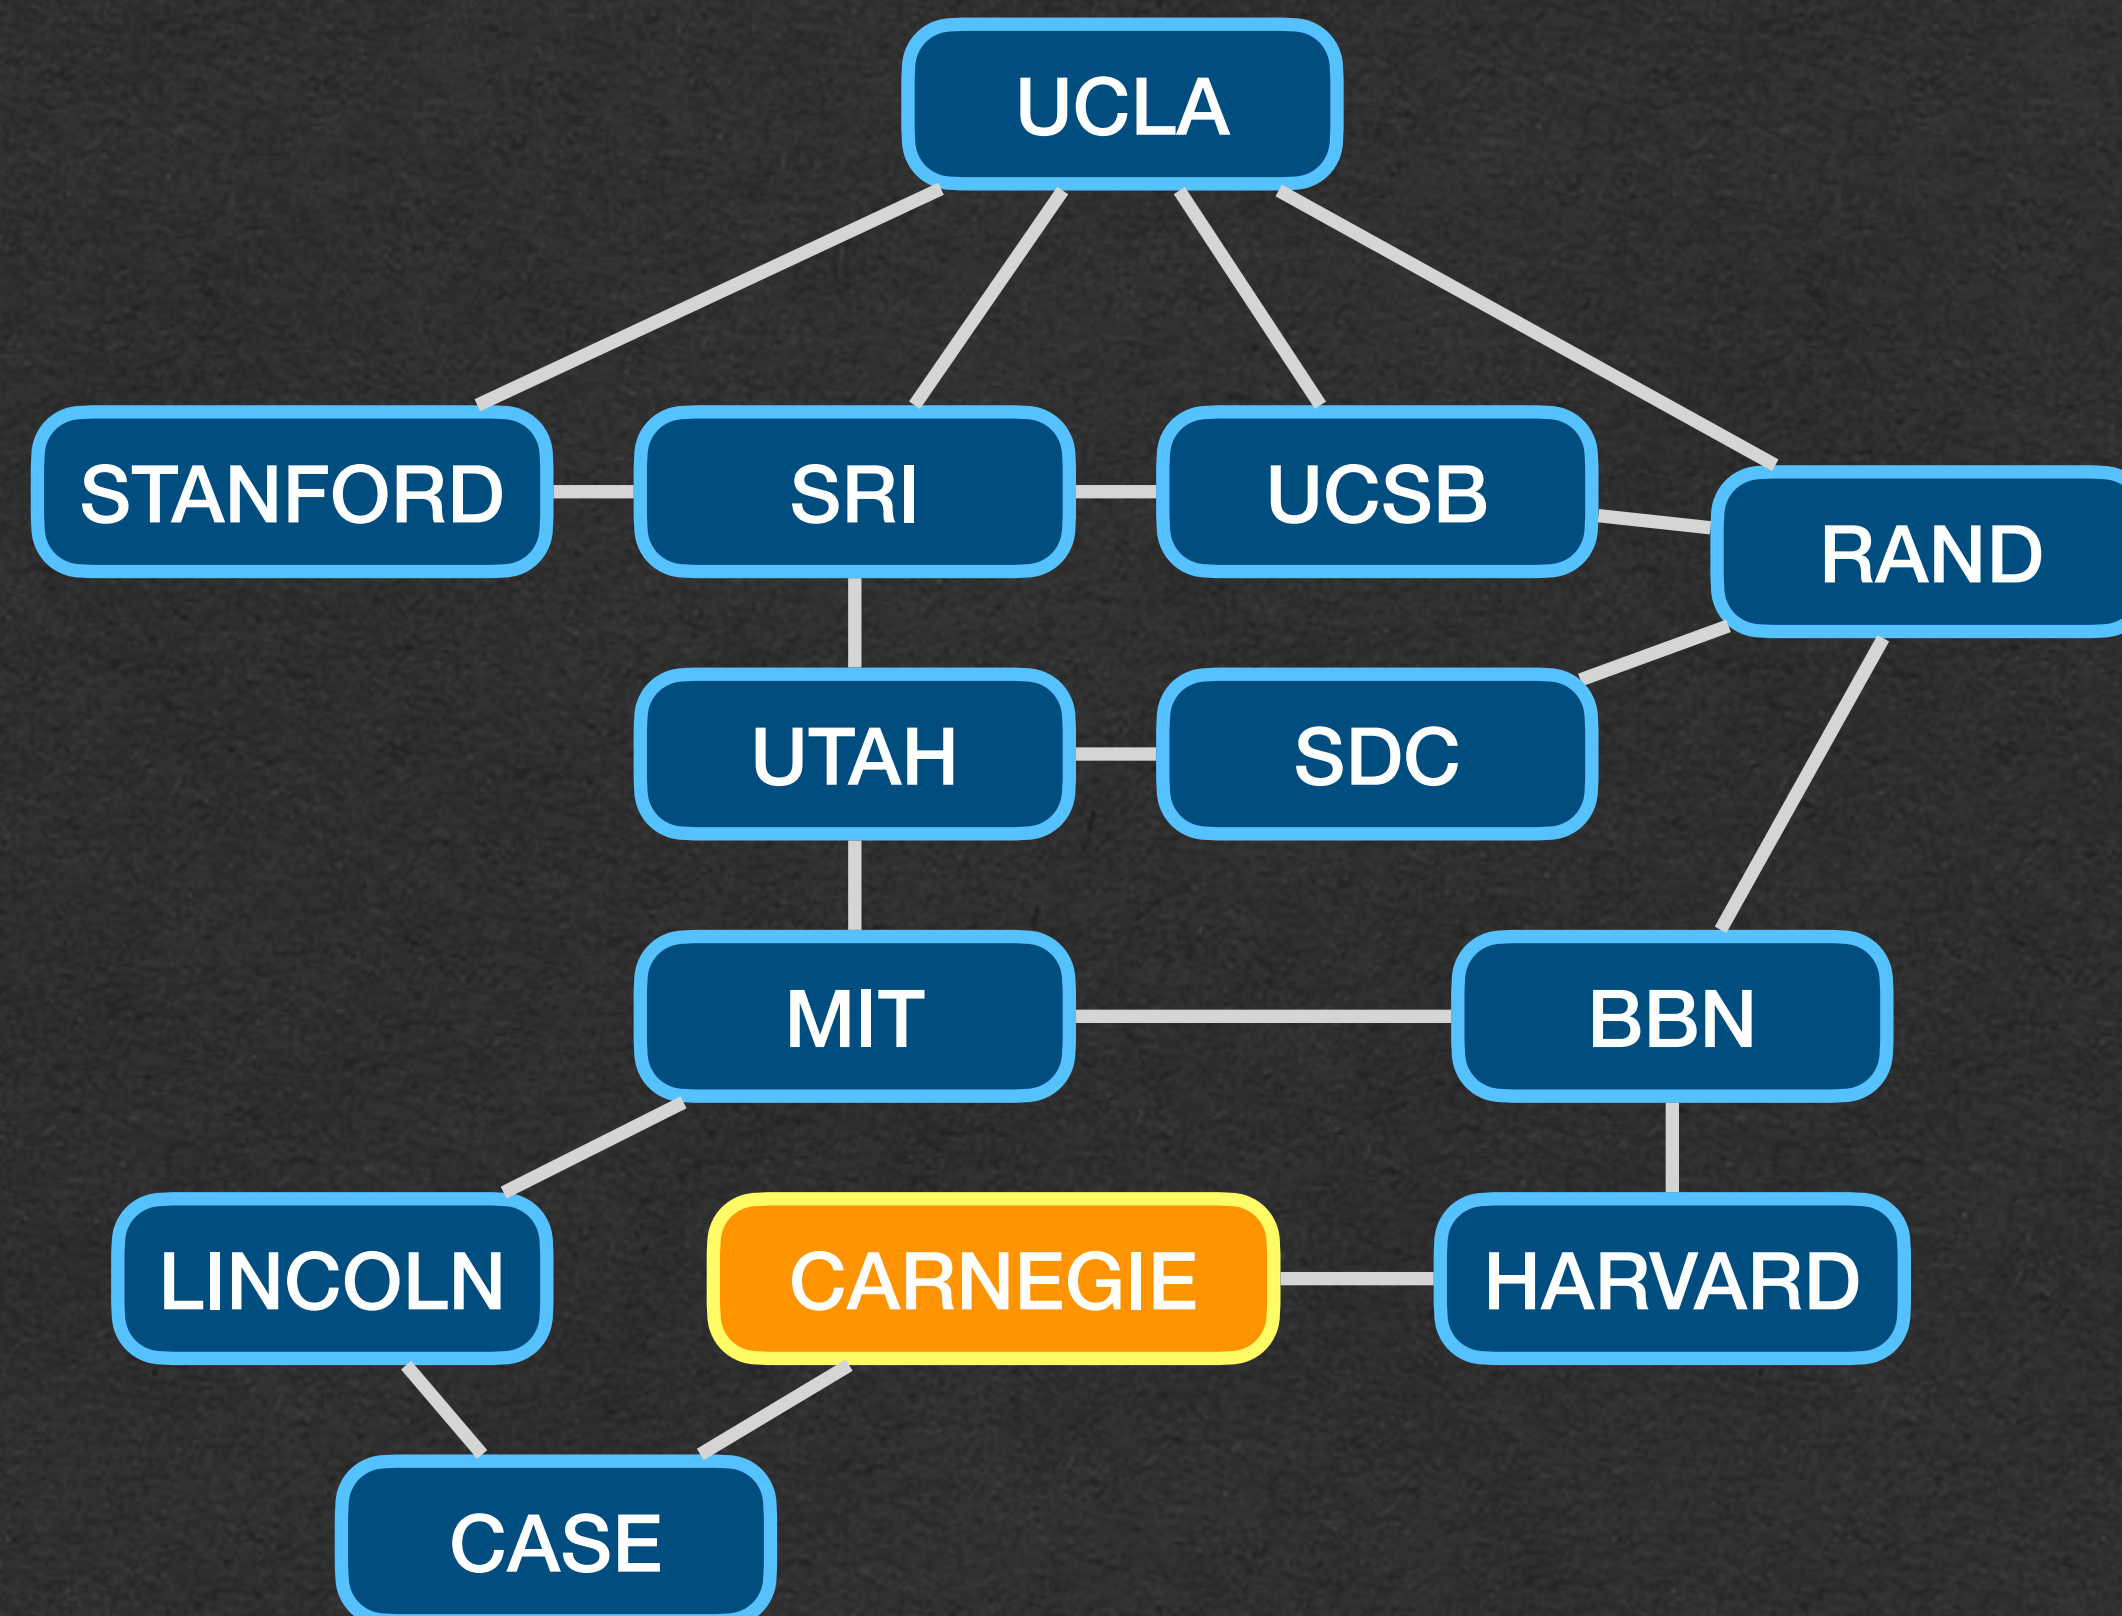 UCLA
STANFORD
SRI
UCSB
RAND
UTAH
SDC
MIT
BBN
LINCOLN
CARNEGIE
HARVARD
CASE